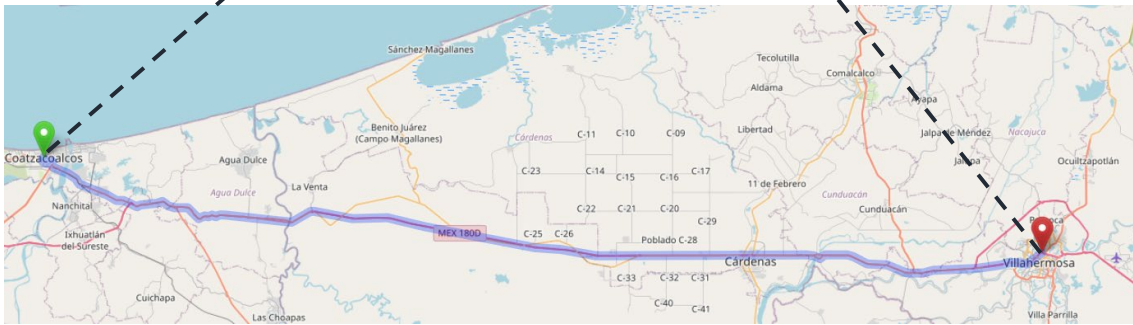 Sánchez Magallanes
Tecolutilla
Comalcalco
Aldama
Ayapa
Benito Juárez
(Campo Magallanes)
Cárdenas
C-11
C-10
C-09
Libertad
Jalpa de Méndez
Nacajuca
Coatzacoalcos
Agua Dulce
Jalupa
Ocuiltzapotlán
C-23
C-14
C-15
C-16
C-17
11 de Febrero
Agua Dulce
La Venta
Cunduacán
Nanchital
C-22
C-21
C-20
Cunduacán
C-29
Ixhuatlán
del Sureste
MEX 180D
C-25
C-26
Poblado C-28
Cárdenas
Villahermosa
C-33
C-32
C-31
Cuichapa
C-40
C-41
Las Choapas
Villa Parrilla